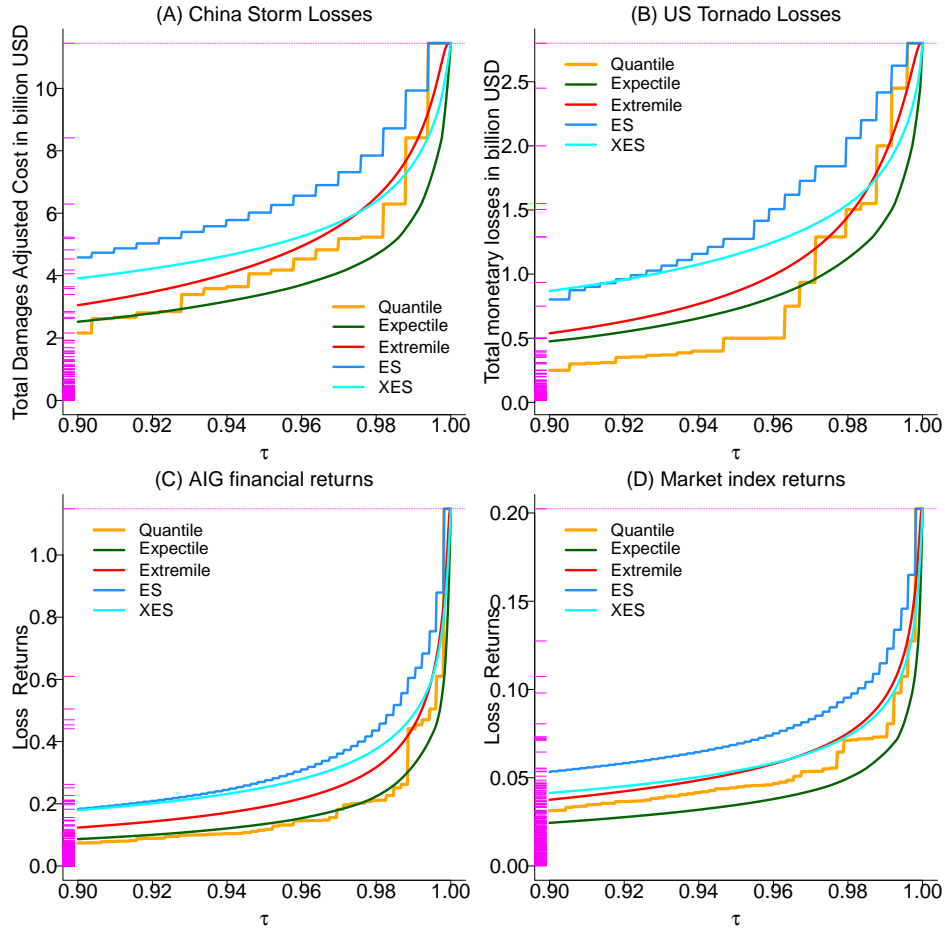 (A) China Storm Losses
Total Damages Adjusted Cost in billion USD
0
2
4
6
8
10
0.90
0.92
0.94
0.96
0.98
1.00
τ
Quantile
Expectile
Extremile
ES
XES
(B) US Tornado Losses
Total monetary losses in billion USD
0.0
0.5
1.0
1.5
2.0
2.5
0.90
0.92
0.94
0.96
0.98
1.00
τ
Quantile
Expectile
Extremile
ES
XES
(C) AIG financial returns
Loss Returns
0.0
0.2
0.4
0.6
0.8
1.0
0.90
0.92
0.94
0.96
0.98
1.00
τ
Quantile
Expectile
Extremile
ES
XES
(D) Market index returns
Loss Returns
0.00
0.05
0.10
0.15
0.20
0.90
0.92
0.94
0.96
0.98
1.00
τ
Quantile
Expectile
Extremile
ES
XES